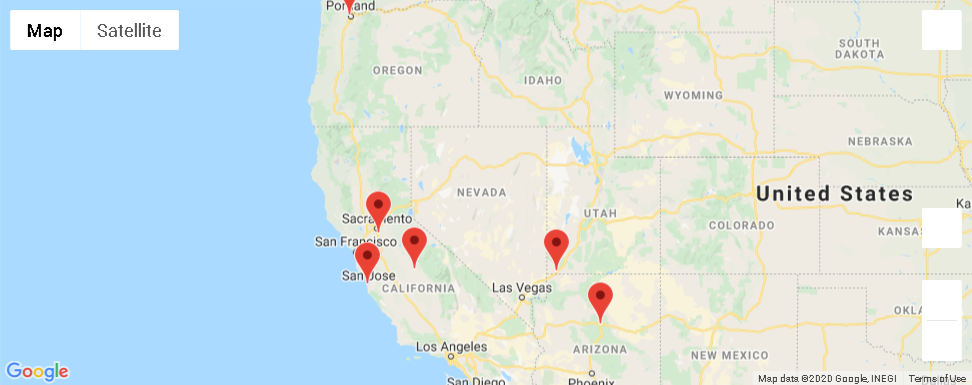 Portland
Map
Satellite
OREGON
IDAHO
SOUTH
DAKOTA
WYOMING
NEBRASKA
United States
NEVADA
UTAH
COLORADO
KANSAS
Ka
Sacramento
San Francisco
San Jose
CALIFORNIA
Las Vegas
OKLA
Los Angeles
ARIZONA
NEW MEXICO
Phoenix
San Diego
Google
Map data ©2020 Google, INEGI
Terms of Use